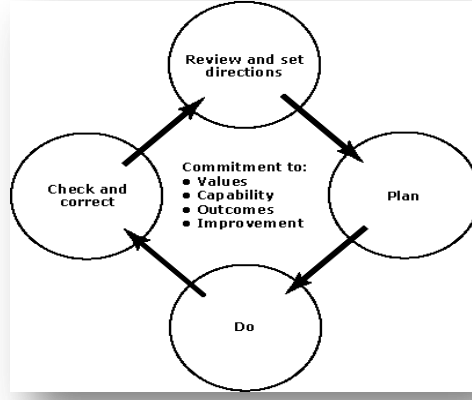 Review and set
directions
Plan
Do
Check and
correct
Commitment to:
● Values
● Capability
● Outcomes
● Improvement